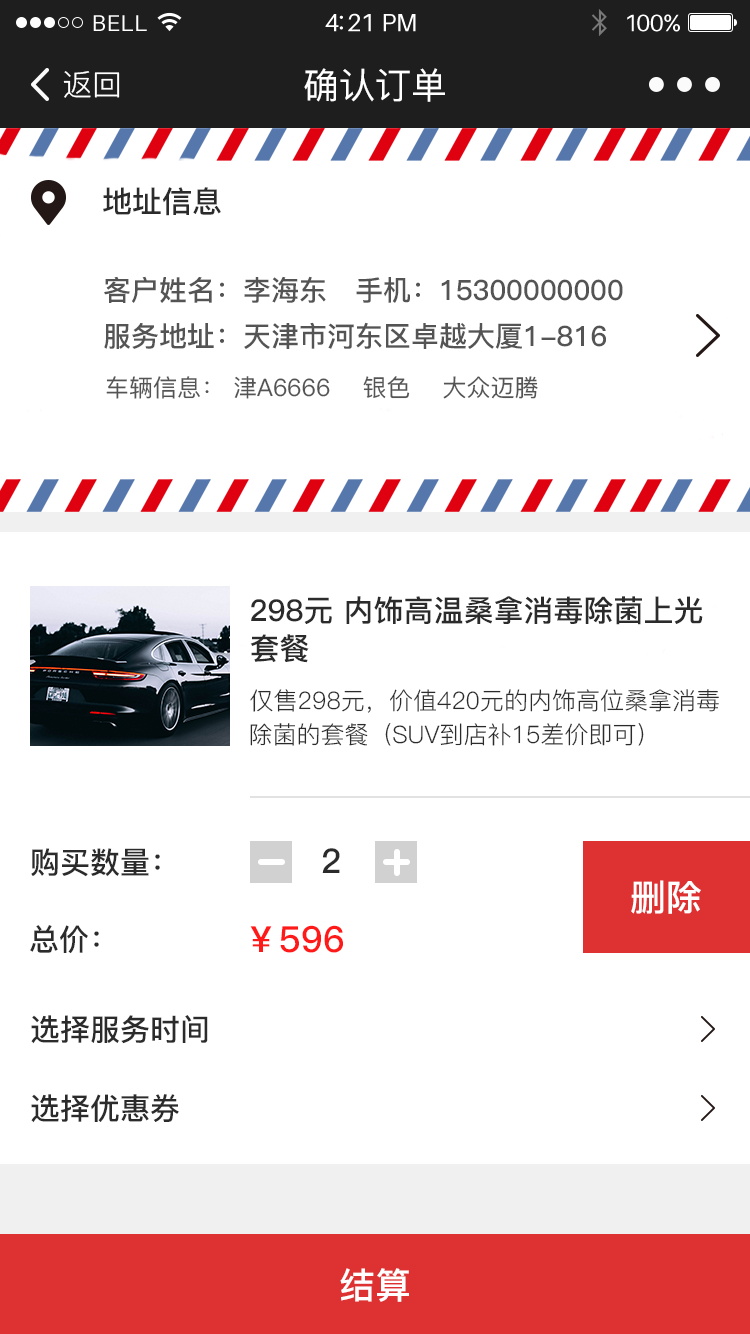 BELL 4:21 PM 100%
返回 确认订单
地址信息
客户姓名：李海东 手机：15300000000
服务地址：天津市河东区卓越大厦1-816
车辆信息： 津A6666 银色 大众迈腾
298元 内饰高温桑拿消毒除菌上光
套餐
仅售298元，价值420元的内饰高位桑拿消毒
除菌的套餐（SUV到店补15差价即可）
购买数量： 2
删除
总价： ¥596
选择服务时间
选择优惠券
结算